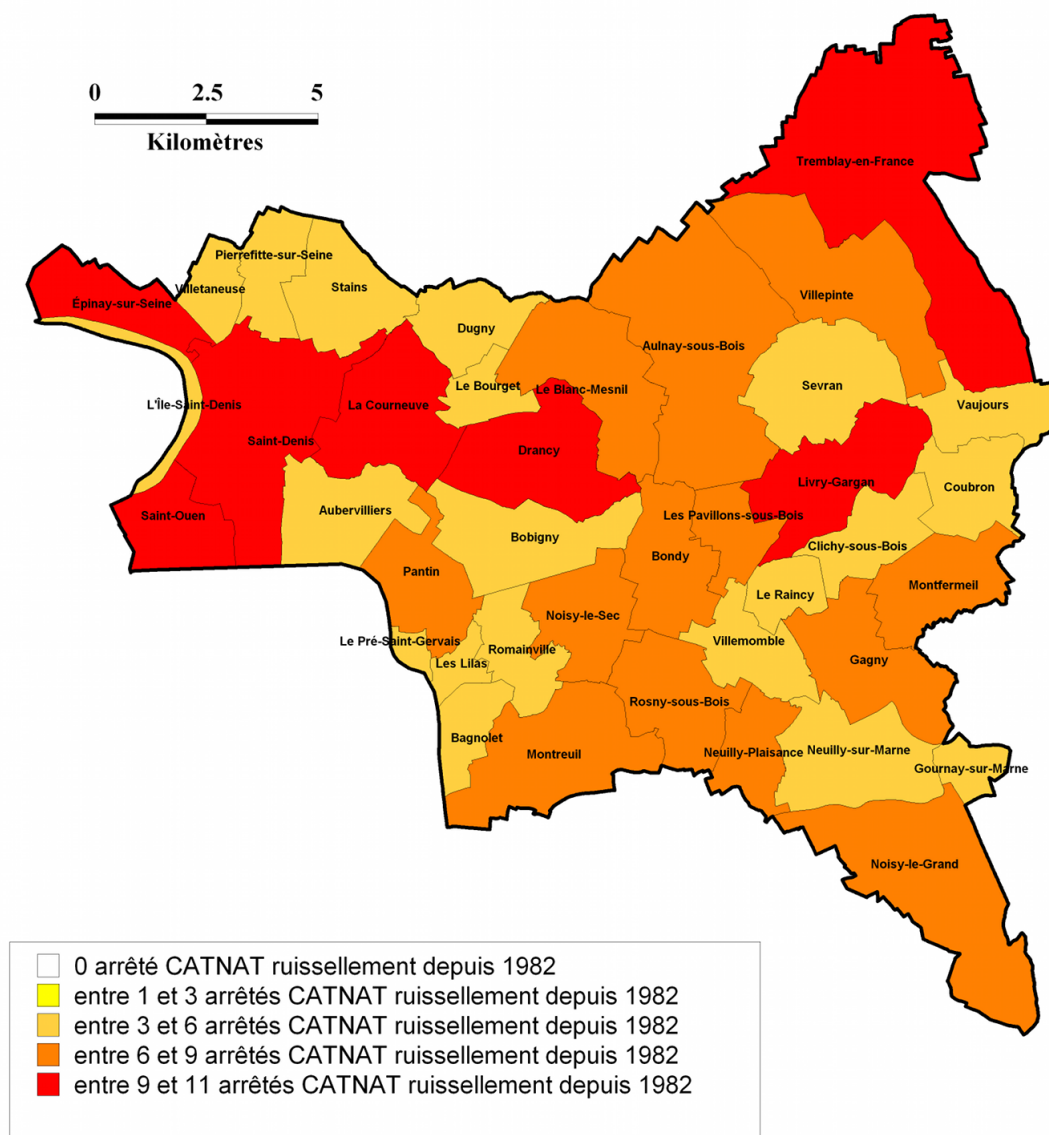 0 2.5 5
Kilomètres
Tremblay-en-France
Pierrefitte-sur-Seine
Villetaneuse
Stains
Épinay-sur-Seine
Villepinte
Dugny
Aulnay-sous-Bois
Le Bourget
Le Blanc-Mesnil
Sevran
L'Île-Saint-Denis
La Courneuve
Vaujours
Saint-Denis
Drancy
Livry-Gargan
Coubron
Saint-Ouen
Aubervilliers
Les Pavillons-sous-Bois
Bobigny
Clichy-sous-Bois
Bondy
Pantin
Montfermeil
Le Raincy
Noisy-le-Sec
Le Pré-Saint-Gervais
Villemomble
Romainville
Les Lilas
Gagny
Rosny-sous-Bois
Bagnolet
Montreuil
Neuilly-Plaisance
Neuilly-sur-Marne
Gournay-sur-Marne
Noisy-le-Grand
0 arrêté CATNAT ruissellement depuis 1982
entre 1 et 3 arrêtés CATNAT ruissellement depuis 1982
entre 3 et 6 arrêtés CATNAT ruissellement depuis 1982
entre 6 et 9 arrêtés CATNAT ruissellement depuis 1982
entre 9 et 11 arrêtés CATNAT ruissellement depuis 1982